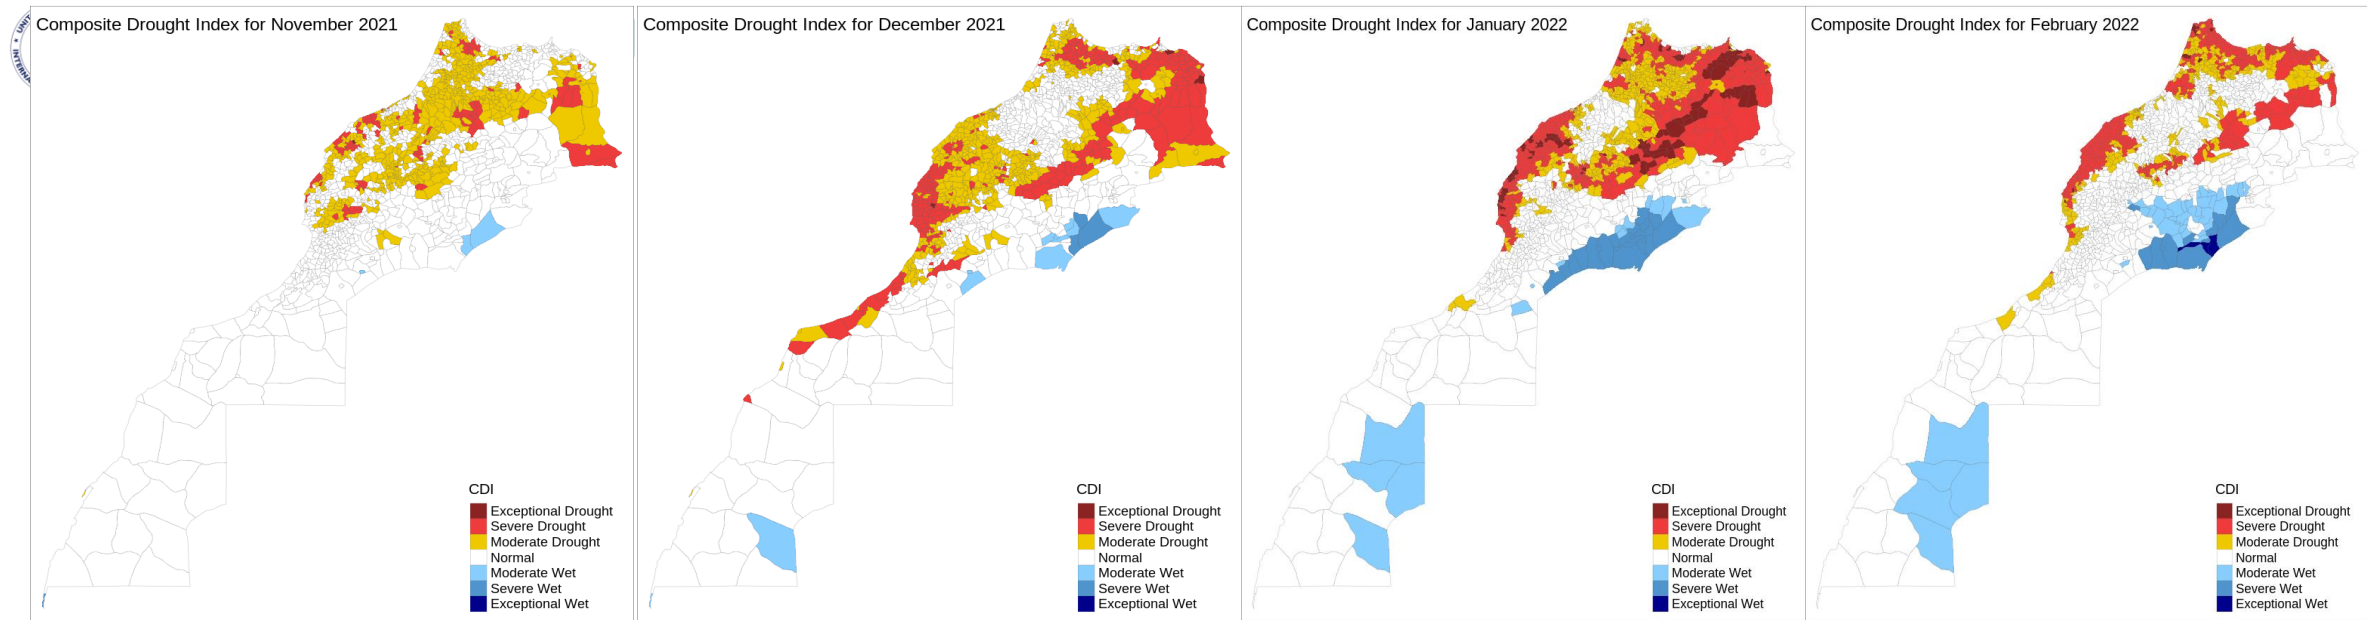 UNIT
INTERNA
Composite Drought Index for November 2021
CDI
Exceptional Drought
Severe Drought
Moderate Drought
Normal
Moderate Wet
Severe Wet
Exceptional Wet
Composite Drought Index for December 2021
CDI
Exceptional Drought
Severe Drought
Moderate Drought
Normal
Moderate Wet
Severe Wet
Exceptional Wet
Composite Drought Index for January 2022
CDI
Exceptional Drought
Severe Drought
Moderate Drought
Normal
Moderate Wet
Severe Wet
Exceptional Wet
Composite Drought Index for February 2022
CDI
Exceptional Drought
Severe Drought
Moderate Drought
Normal
Moderate Wet
Severe Wet
Exceptional Wet